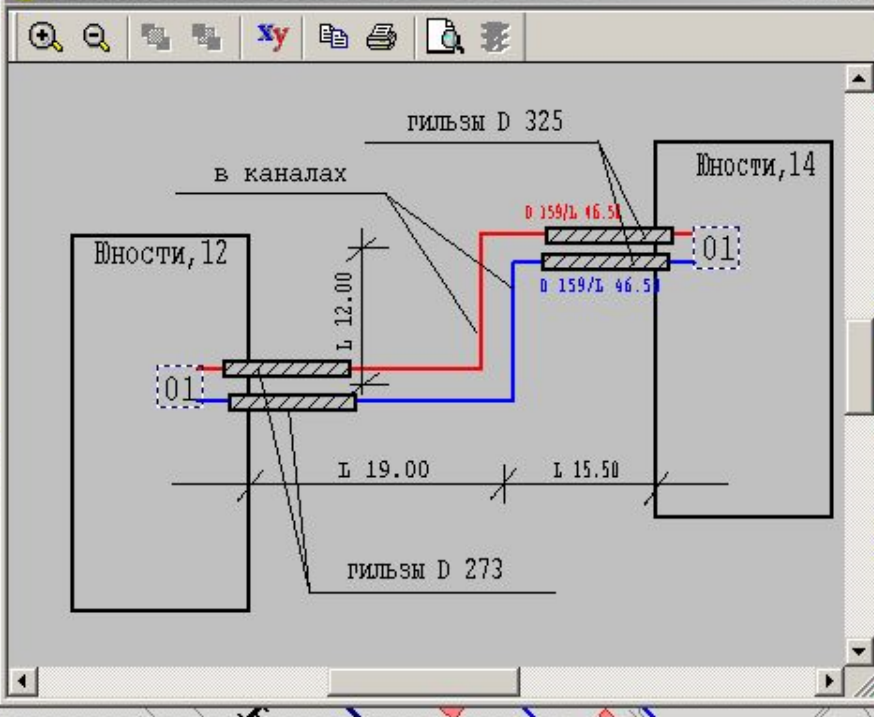 xy
гильзы D 325
Юности,14
в каналах
D 159/L 46.50
01
Юности,12
D 159/L 46.50
L 12.00
01
L 19.00
L 15.50
гильзы D 273